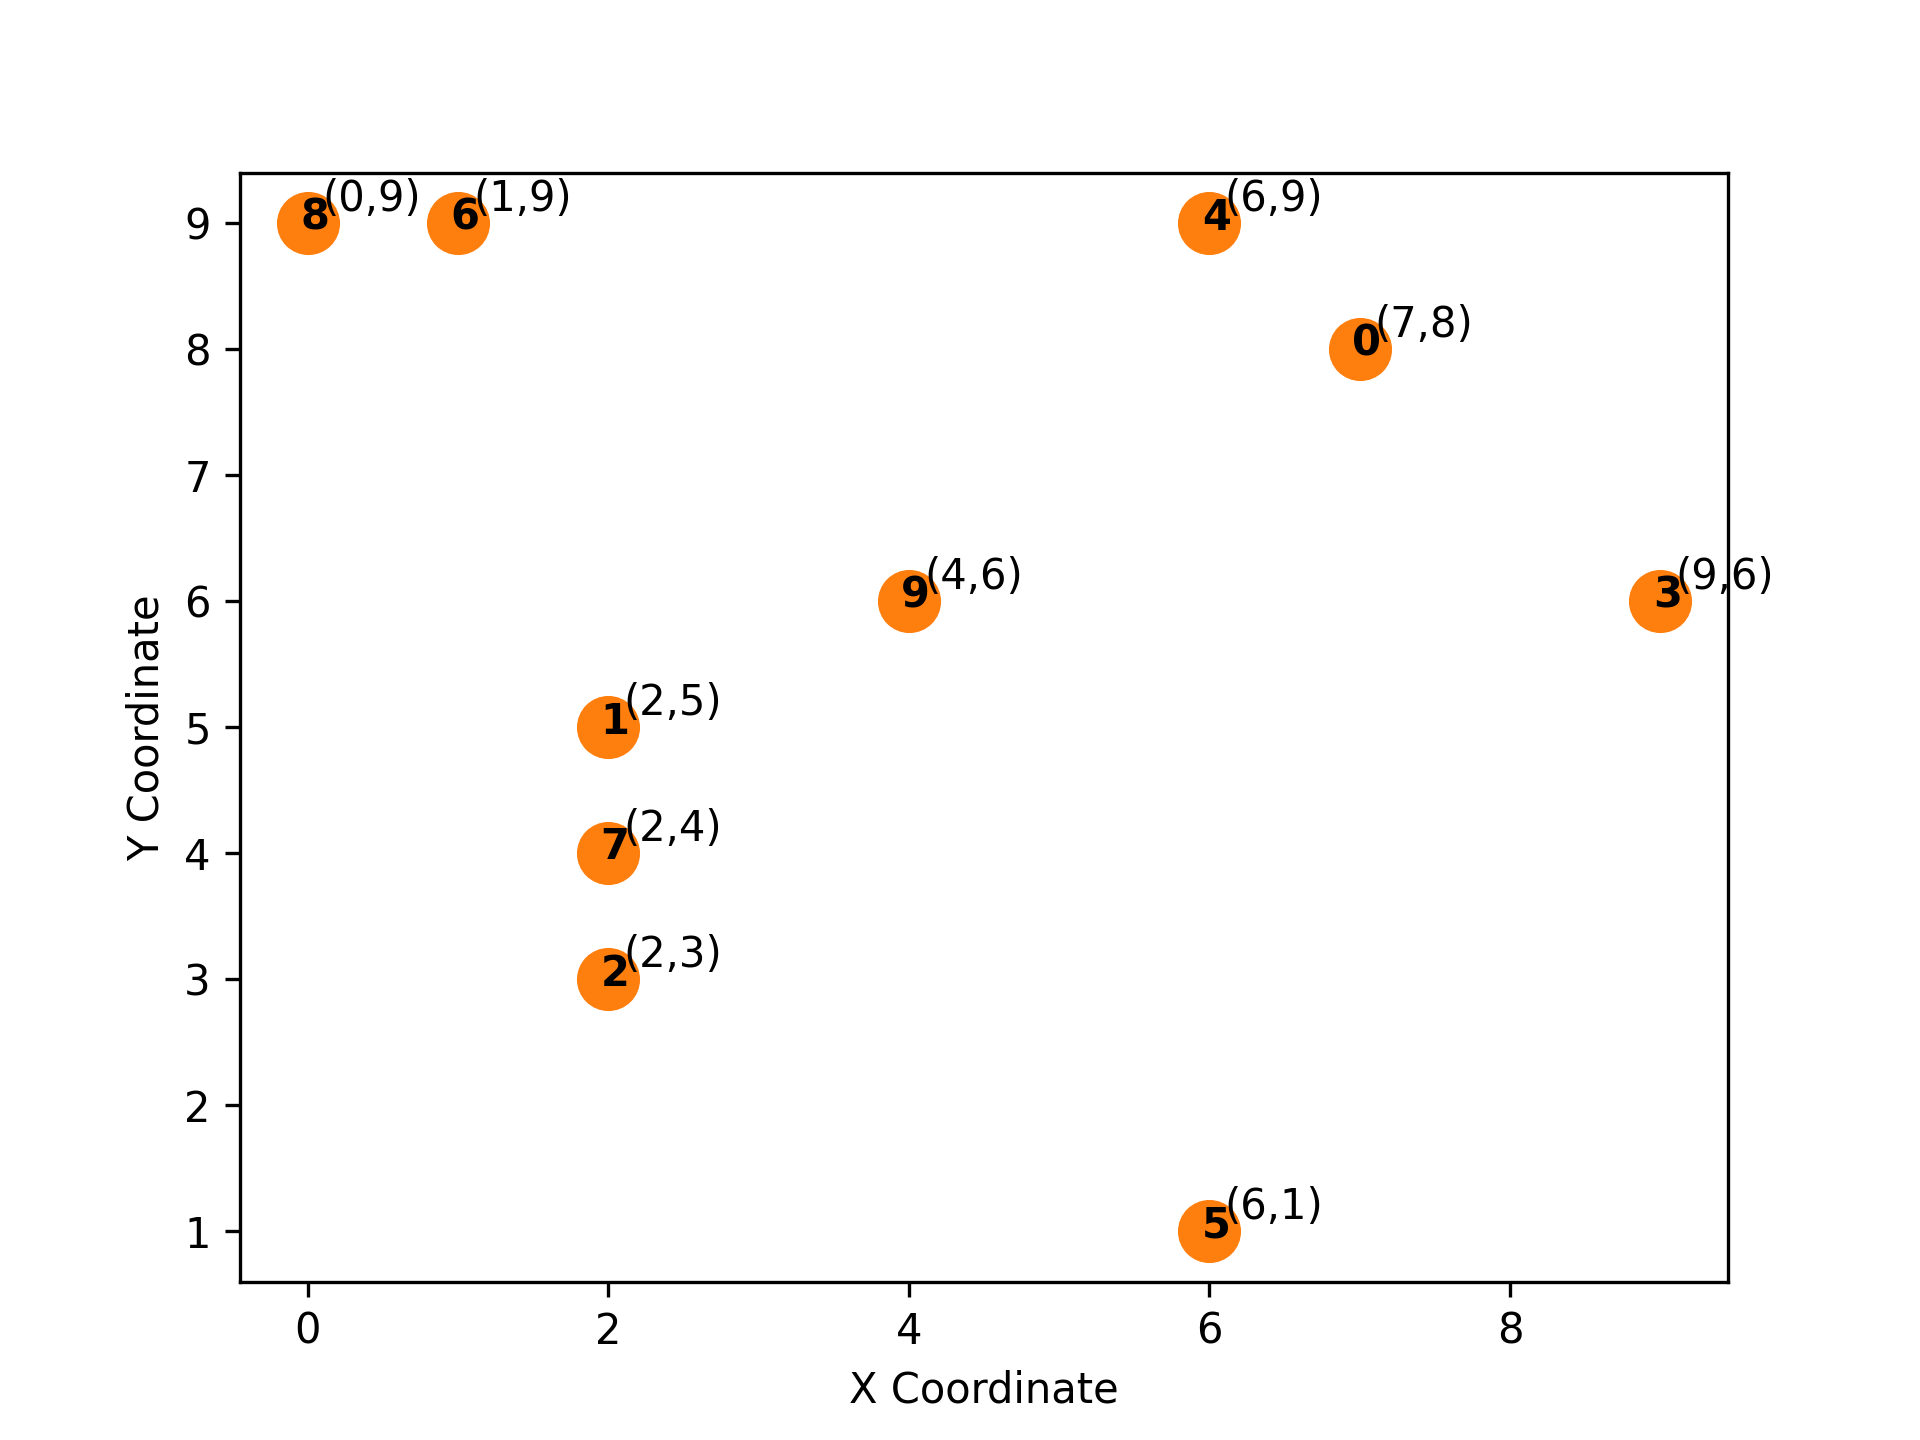 8 (0,9) 6 (1,9) 4 (6,9)
9
0 (7,8)
8
7
9 (4,6) 3 (9,6)
6
1 (2,5)
5
7 (2,4)
4
2 (2,3)
3
2
5 (6,1)
1
Y Coordinate
0 2 4 6 8
X Coordinate